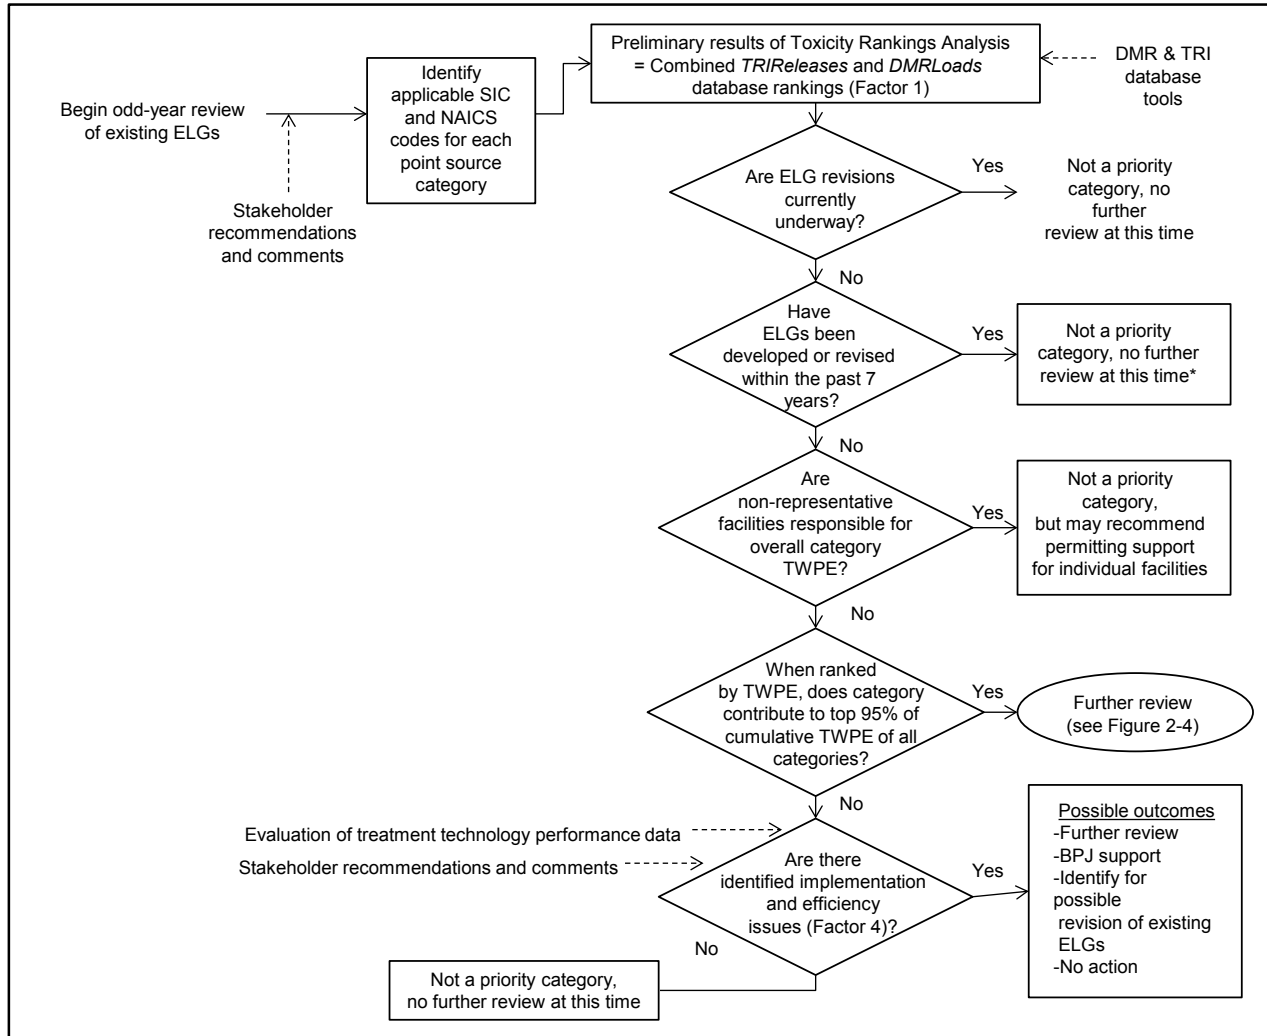 Begin odd-year review
of existing ELGs
Stakeholder
recommendations
and comments
Identify
applicable SIC
and NAICS
codes for each
point source
category
Preliminary results of Toxicity Rankings Analysis
= Combined TRIReleases and DMRLoads
database rankings (Factor 1)
DMR & TRI
database
tools
Are ELG revisions
currently
underway?
Yes
Not a priority
category, no
further
review at this time
No
Have
ELGs been
developed or revised
within the past 7
years?
Yes
Not a priority
category, no further
review at this time*
No
Are
non-representative
facilities responsible for
overall category
TWPE?
Yes
Not a priority
category,
but may recommend
permitting support
for individual facilities
No
When ranked
by TWPE, does category
contribute to top 95% of
cumulative TWPE of all
categories?
Yes
Further review
(see Figure 2-4)
No
Evaluation of treatment technology performance data
Stakeholder recommendations and comments
Are there
identified implementation
and efficiency
issues (Factor 4)?
Yes
Possible outcomes
-Further review
-BPJ support
-Identify for
possible
revision of existing
ELGs
-No action
No
Not a priority category,
no further review at this time